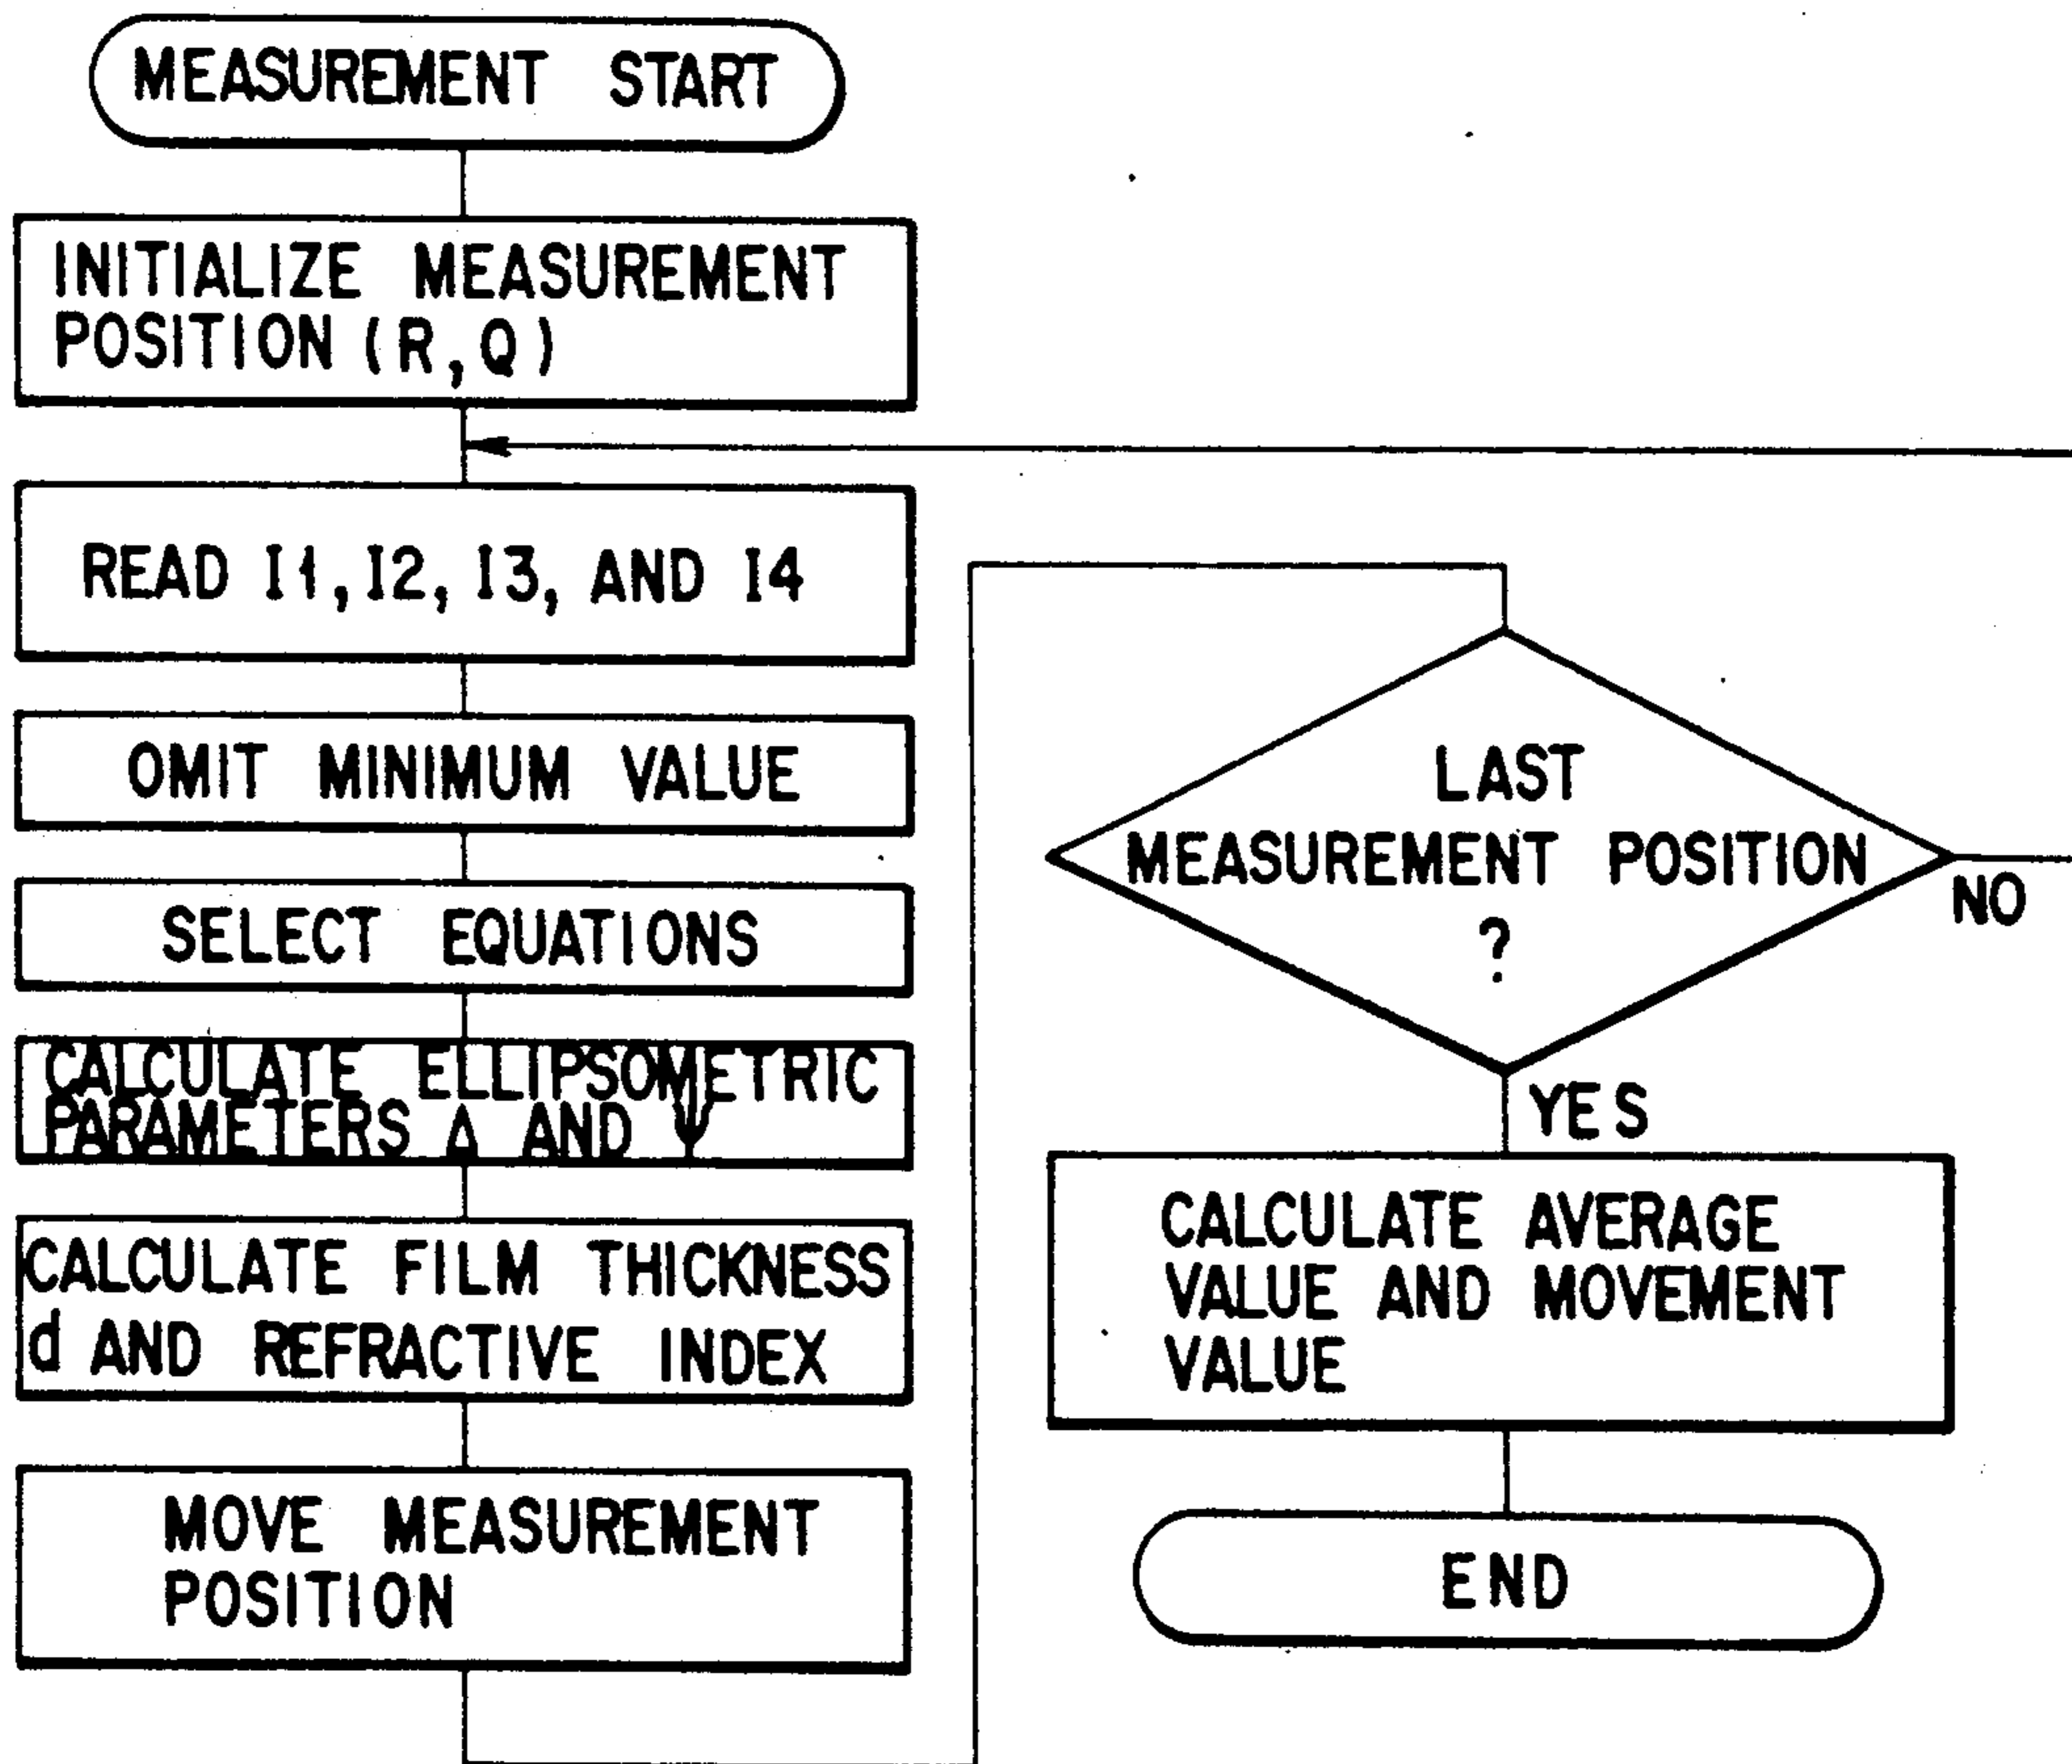 MEASUREMENT START
INITIALIZE MEASUREMENT
POSITION (R,Q)
READ I1, I2, I3, AND I4
OMIT MINIMUM VALUE
SELECT EQUATIONS
CALCULATE ELLIPSOMETRIC
PARAMETERS Δ AND Ψ
CALCULATE FILM THICKNESS
d AND REFRACTIVE INDEX
MOVE MEASUREMENT
POSITION
LAST
MEASUREMENT POSITION
?
NO
YES
CALCULATE AVERAGE
VALUE AND MOVEMENT
VALUE
END